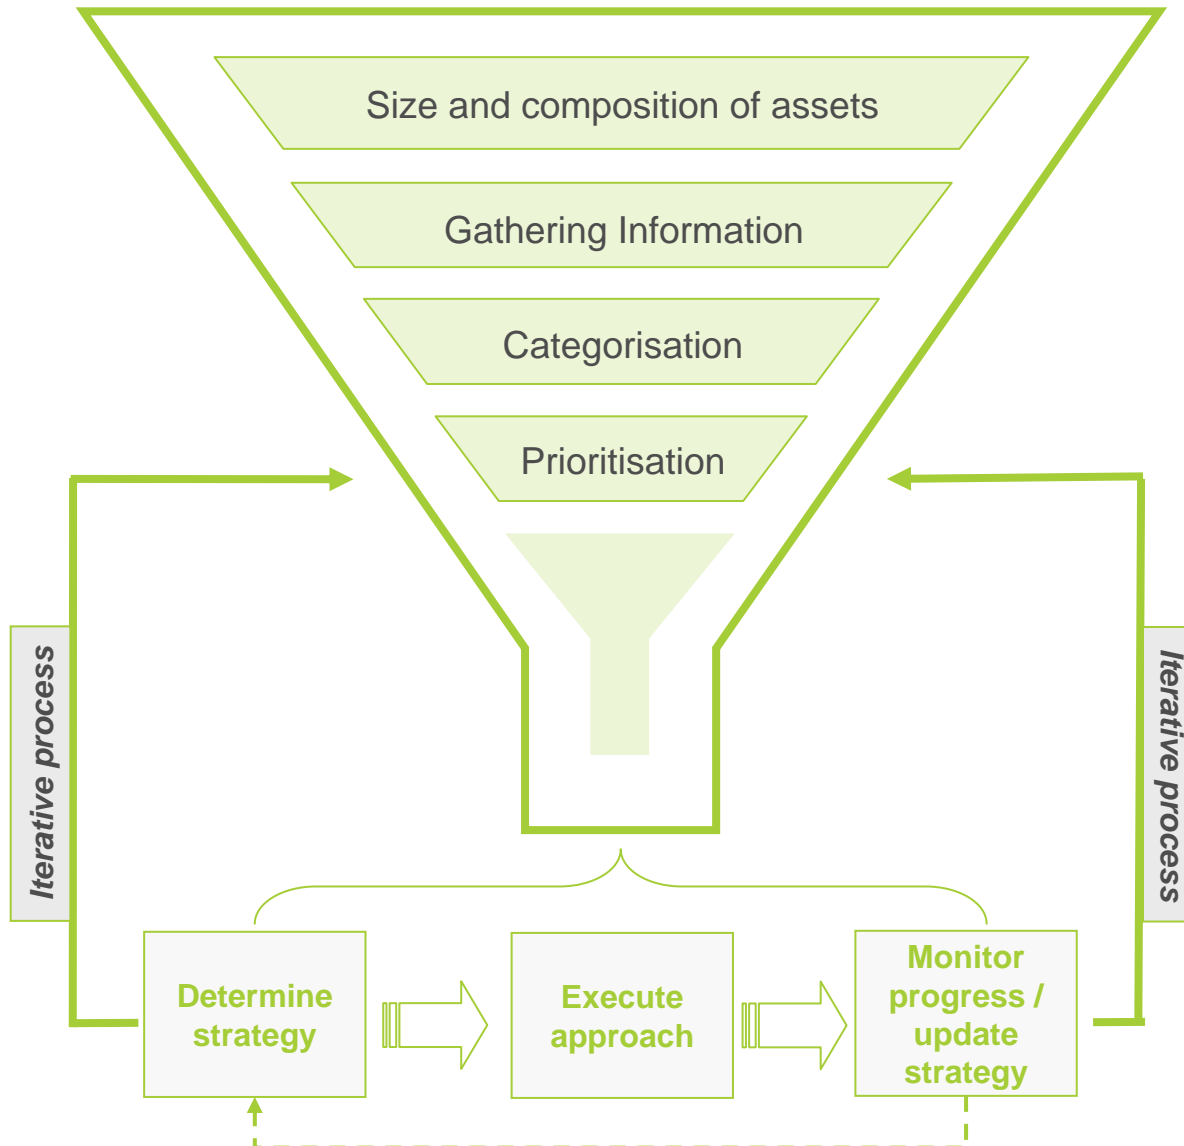 Size and composition of assets
Gathering Information
Categorisation
Prioritisation
Iterative process
Iterative process
Determine
strategy
Execute
approach
Monitor
progress /
update
strategy